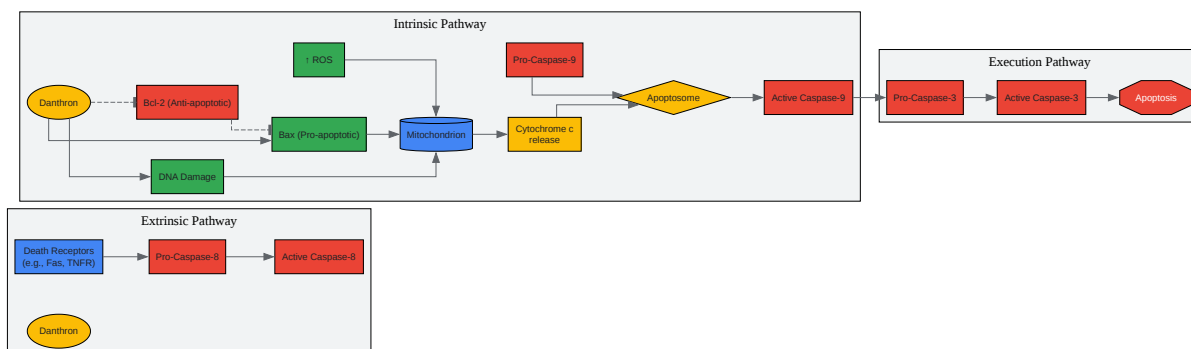 Intrinsic Pathway
↑ ROS
Pro-Caspase-9
Danthron
Bcl-2 (Anti-apoptotic)
Apoptosome
Active Caspase-9
Bax (Pro-apoptotic)
Mitochondrion
Cytochrome c
release
DNA Damage
Execution Pathway
Pro-Caspase-3
Active Caspase-3
Apoptosis
Extrinsic Pathway
Death Receptors
(e.g., Fas, TNFR)
Pro-Caspase-8
Active Caspase-8
Danthron